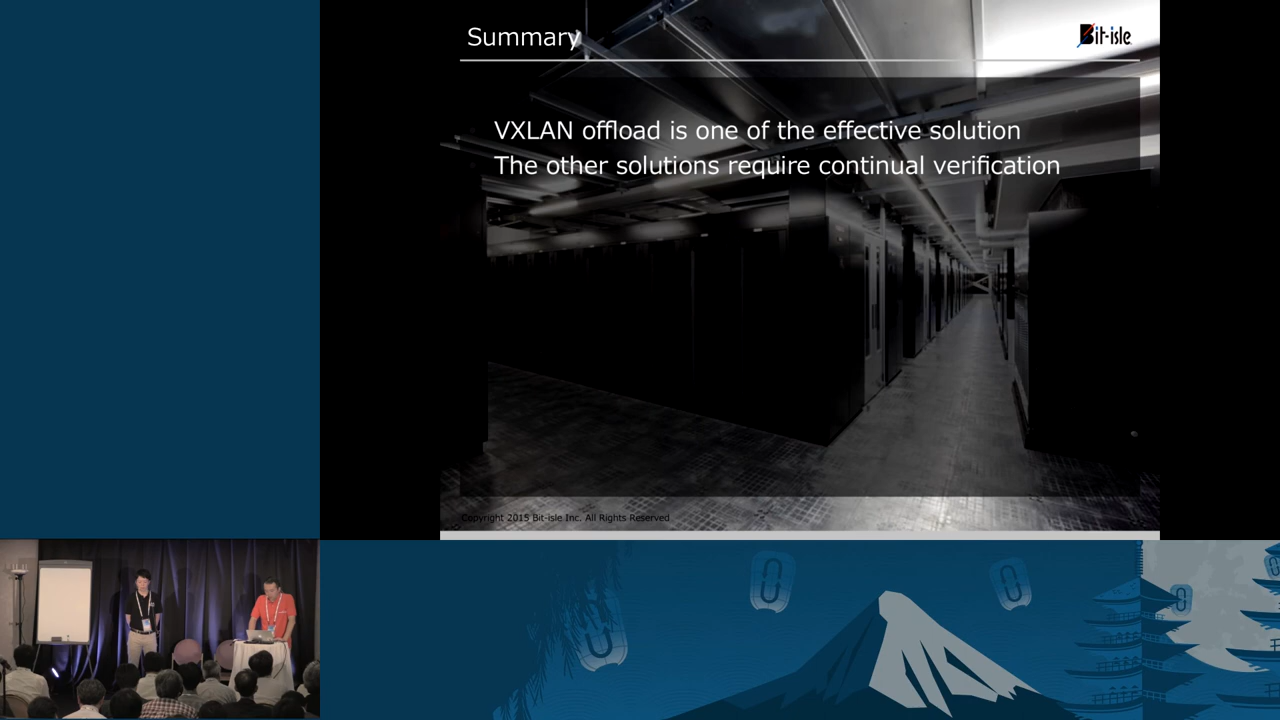 Summary
Bit-isle
VXLAN offload is one of the effective solution
The other solutions require continual verification
Copyright 2015 Bit-isle Inc. All Rights Reserved